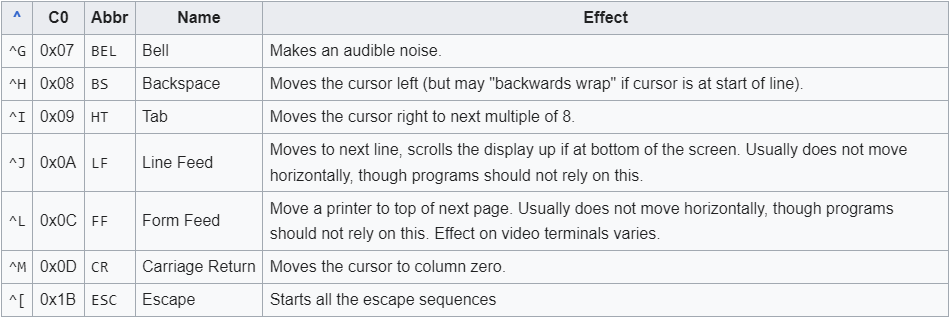 ^ C0 Abbr Name Effect
^G 0x07 BEL Bell Makes an audible noise.
^H 0x08 BS Backspace Moves the cursor left (but may "backwards wrap" if cursor is at start of line).
^I 0x09 HT Tab Moves the cursor right to next multiple of 8.
^J 0x0A LF Line Feed Moves to next line, scrolls the display up if at bottom of the screen. Usually does not move
horizontally, though programs should not rely on this.
^L 0x0C FF Form Feed Move a printer to top of next page. Usually does not move horizontally, though programs
should not rely on this. Effect on video terminals varies.
^M 0x0D CR Carriage Return Moves the cursor to column zero.
^[ 0x1B ESC Escape Starts all the escape sequences